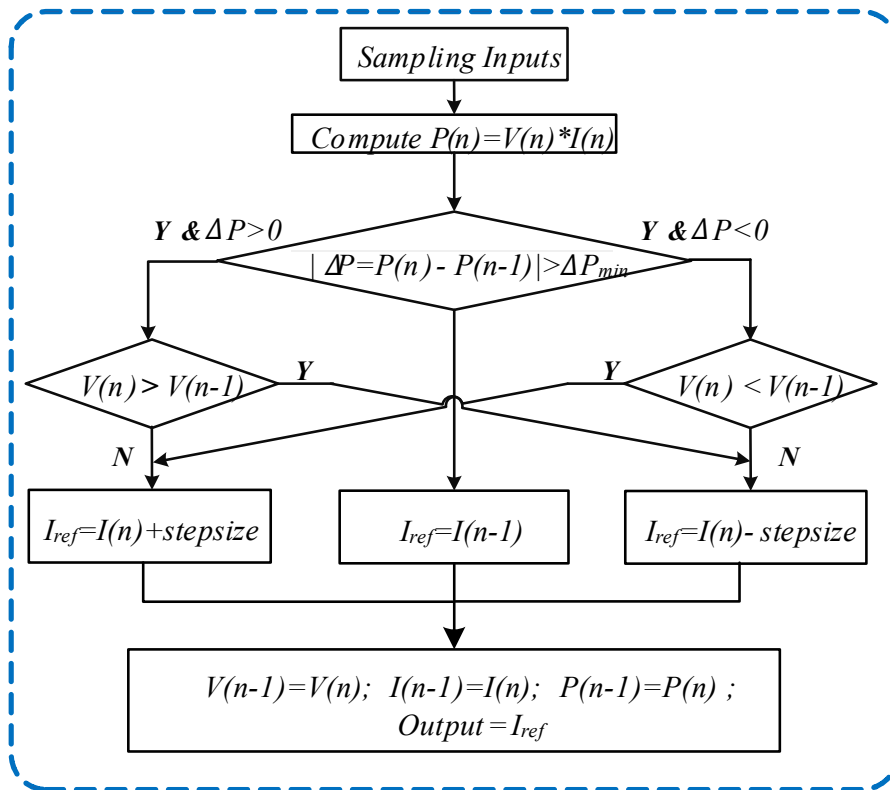 Sampling Inputs
Compute P(n)=V(n)*I(n)
Y & ΔP>0
Y & ΔP<0
| ΔP=P(n) - P(n-1)|>ΔPmin
V(n) > V(n-1)
Y
Y
V(n) < V(n-1)
N
N
Iref=I(n)+stepsize
Iref=I(n-1)
Iref=I(n)- stepsize
V(n-1)=V(n); I(n-1)=I(n); P(n-1)=P(n) ;
Output=Iref